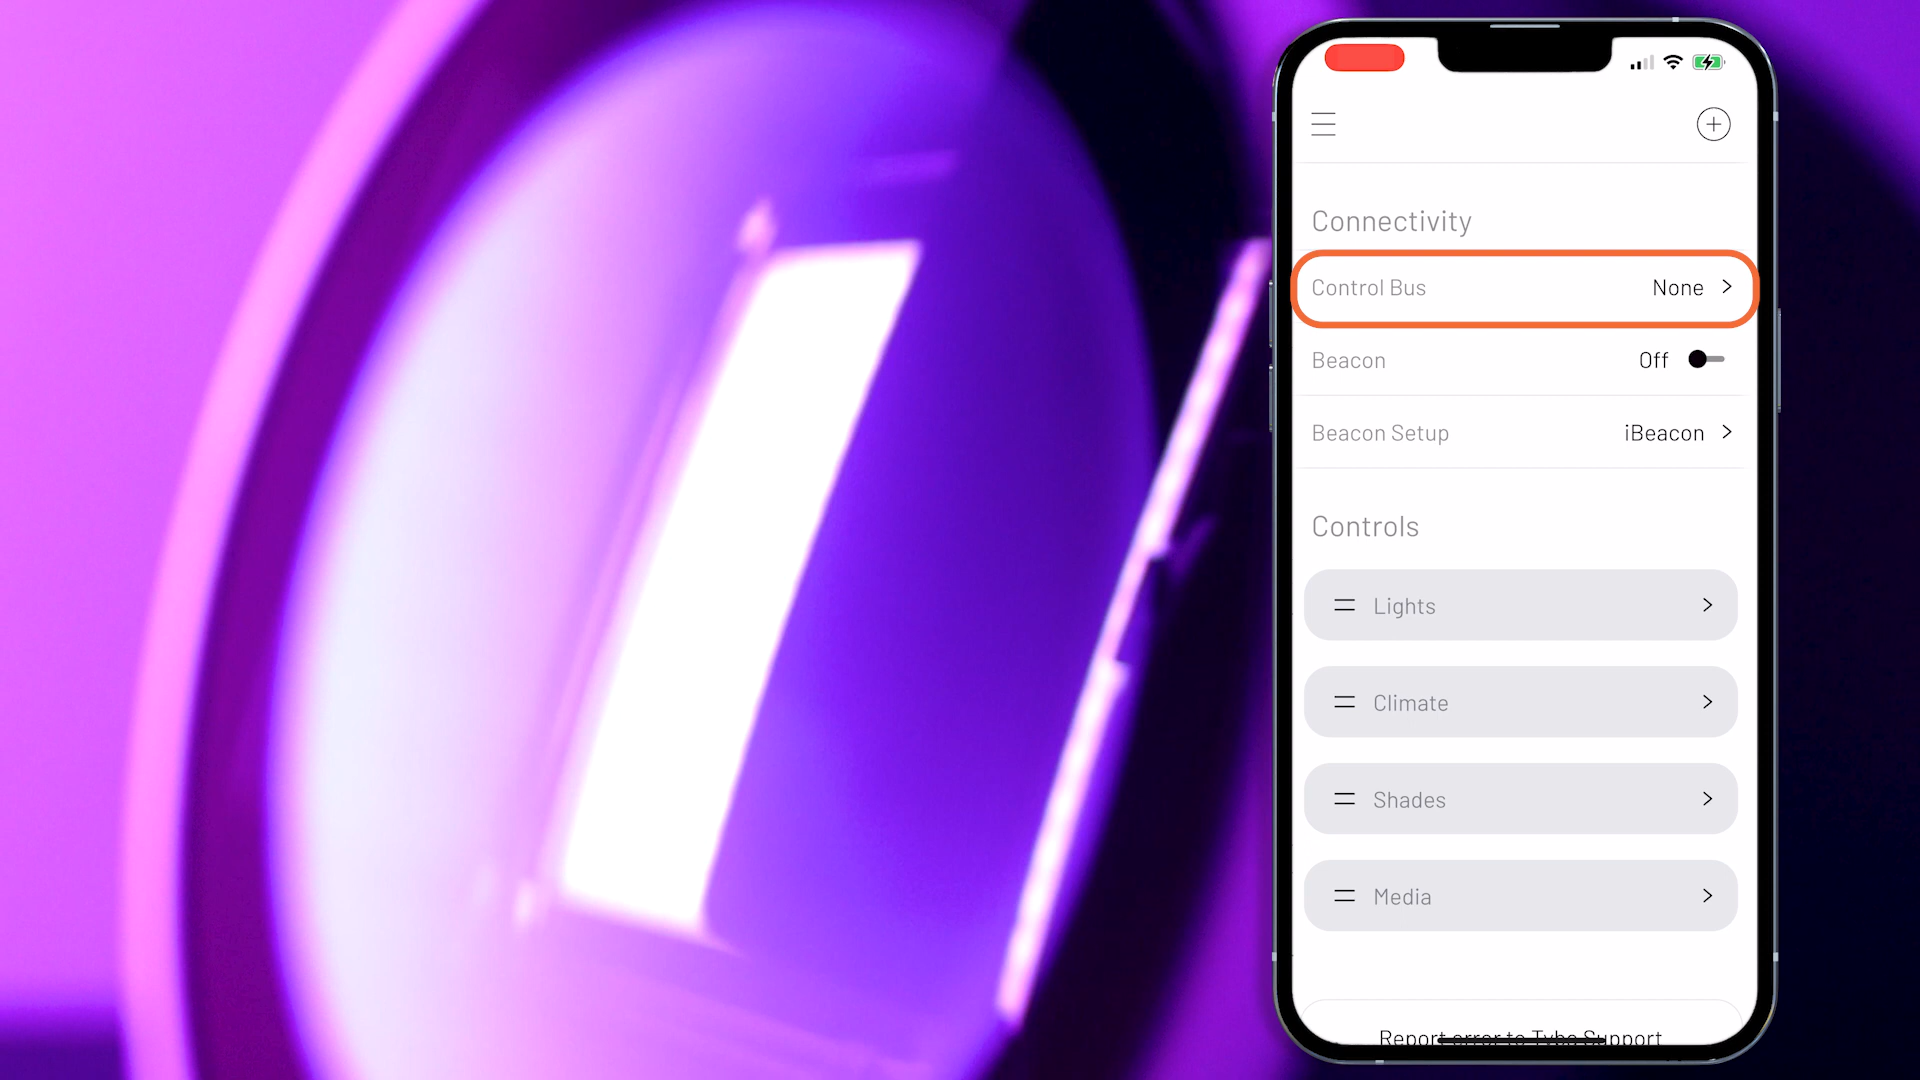 Connectivity
Control Bus None
Beacon Off
Beacon Setup iBeacon
Controls
Lights
Climate
Shades
Media
Report error to Tybe Support